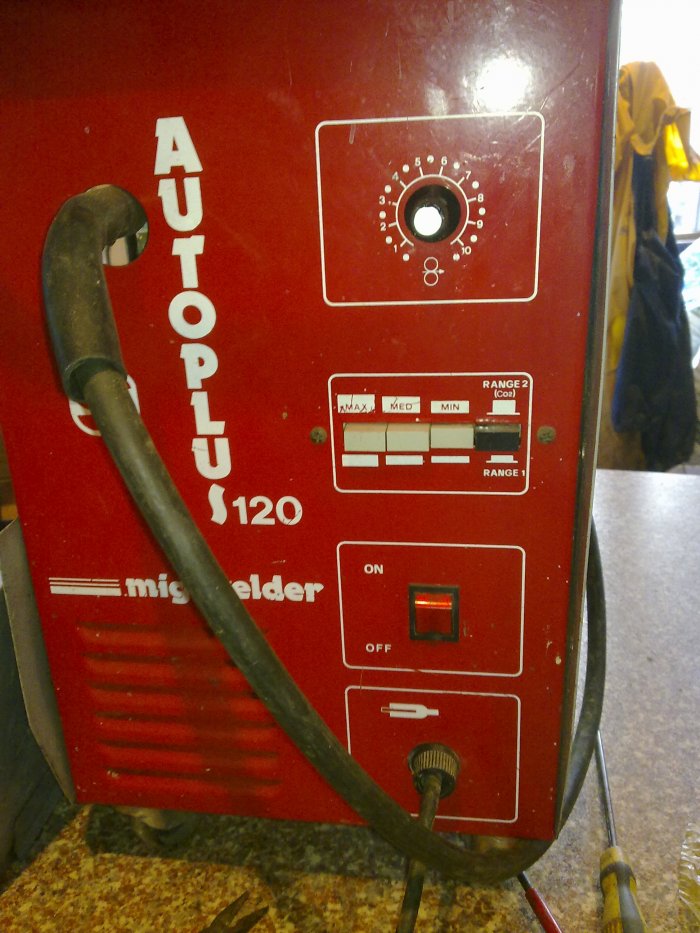 AUTOPLUS 120
mig welder
1 2 3 4 5 6 7 8 9 10
RANGE 2
(CO2)
MAX MED MIN
RANGE 1
ON
OFF